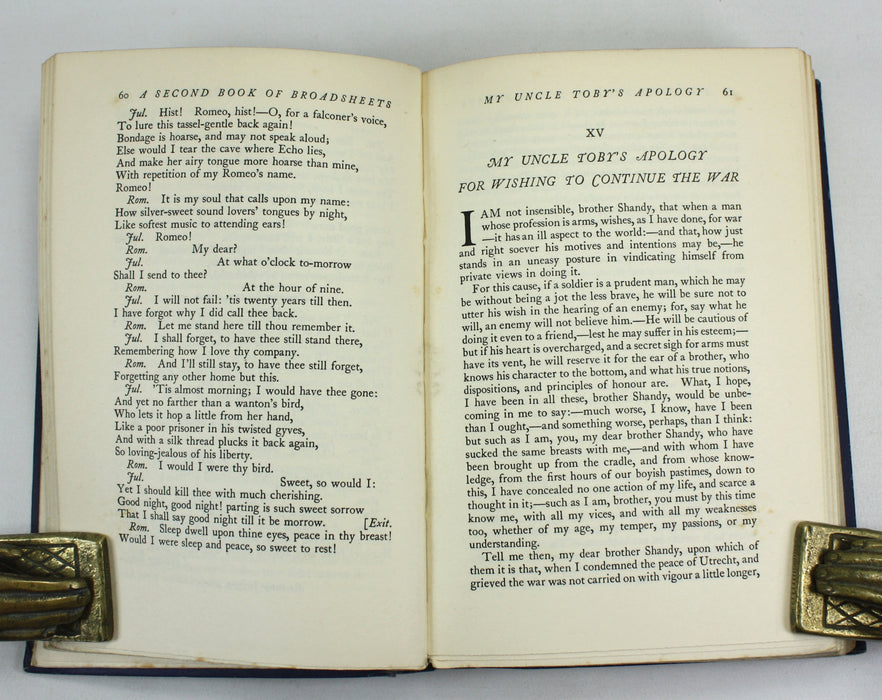 60 A SECOND BOOK OF BROADSHEETS
Jul. Hist! Romeo, hist!—O, for a falconer's voice,
To lure this tassel-gentle back again!
Bondage is hoarse, and may not speak aloud;
Else would I tear the cave where Echo lies,
And make her airy tongue more hoarse than mine,
With repetition of my Romeo's name.
Romeo!
Rom. It is my soul that calls upon my name:
How silver-sweet sound lovers' tongues by night,
Like softest music to attending ears!
Jul. Romeo!
Rom. My dear?
Jul. At what o'clock to-morrow
Shall I send to thee?
Rom. At the hour of nine.
Jul. I will not fail: 'tis twenty years till then.
I have forgot why I did call thee back.
Rom. Let me stand here till thou remember it.
Jul. I shall forget, to have thee still stand there,
Remembering how I love thy company.
Rom. And I'll still stay, to have thee still forget,
Forgetting any other home but this.
Jul. 'Tis almost morning; I would have thee gone:
And yet no farther than a wanton's bird,
Who lets it hop a little from her hand,
Like a poor prisoner in his twisted gyves,
And with a silk thread plucks it back again,
So loving-jealous of his liberty.
Rom. I would I were thy bird.
Jul. Sweet, so would I:
Yet I should kill thee with much cherishing.
Good night, good night! parting is such sweet sorrow
That I shall say good night till it be morrow. [Exit.
Rom. Sleep dwell upon thine eyes, peace in thy breast!
Would I were sleep and peace, so sweet to rest!
MY UNCLE TOBY'S APOLOGY 61
XV
MY UNCLE TOBY'S APOLOGY
FOR WISHING TO CONTINUE THE WAR
I AM not insensible, brother Shandy, that when a man
whose profession is arms, wishes, as I have done, for war
—it has an ill aspect to the world:—and that, how just
and right soever his motives and intentions may be,—he
stands in an uneasy posture in vindicating himself from
private views in doing it.
For this cause, if a soldier is a prudent man, which he may
be without being a jot the less brave, he will be sure not to
utter his wish in the hearing of an enemy; for, say what he
will, an enemy will not believe him.—He will be cautious of
doing it even to a friend,—lest he may suffer in his esteem;—
but if his heart is overcharged, and a secret sigh for arms must
have its vent, he will reserve it for the ear of a brother, who
knows his character to the bottom, and what his true notions,
dispositions, and principles of honour are. What, I hope,
I have been in all these, brother Shandy, would be unbe-
coming in me to say:—much worse, I know, have I been
than I ought,—and something worse, perhaps, than I think:
but such as I am, you, my dear brother Shandy, who have
sucked the same breasts with me,—and with whom I have
been brought up from the cradle, and from whose know-
ledge, from the first hours of our boyish pastimes, down to
this, I have concealed no one action of my life, and scarce a
thought in it;—such as I am, brother, you must by this time
know me, with all my vices, and with all my weaknesses
too, whether of my age, my temper, my passions, or my
understanding.
Tell me then, my dear brother Shandy, upon which of
them it is that, when I condemned the peace of Utrecht, and
grieved the war was not carried on with vigour a little longer,